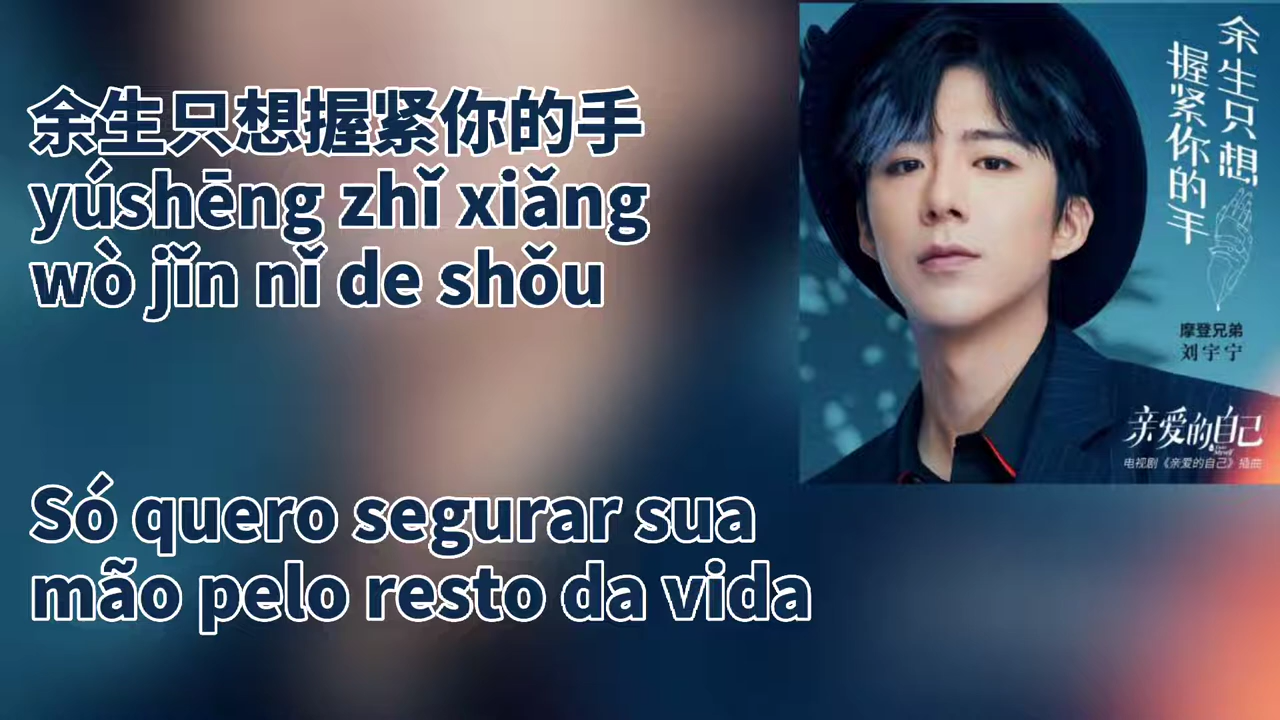 余生只想握紧你的手
yúshēng zhǐ xiǎng
wò jǐn nǐ de shǒu
Só quero segurar sua
mão pelo resto da vida
余生只想
握紧你的手
摩登兄弟
刘宇宁
亲爱的自己
电视剧《亲爱的自己》插曲